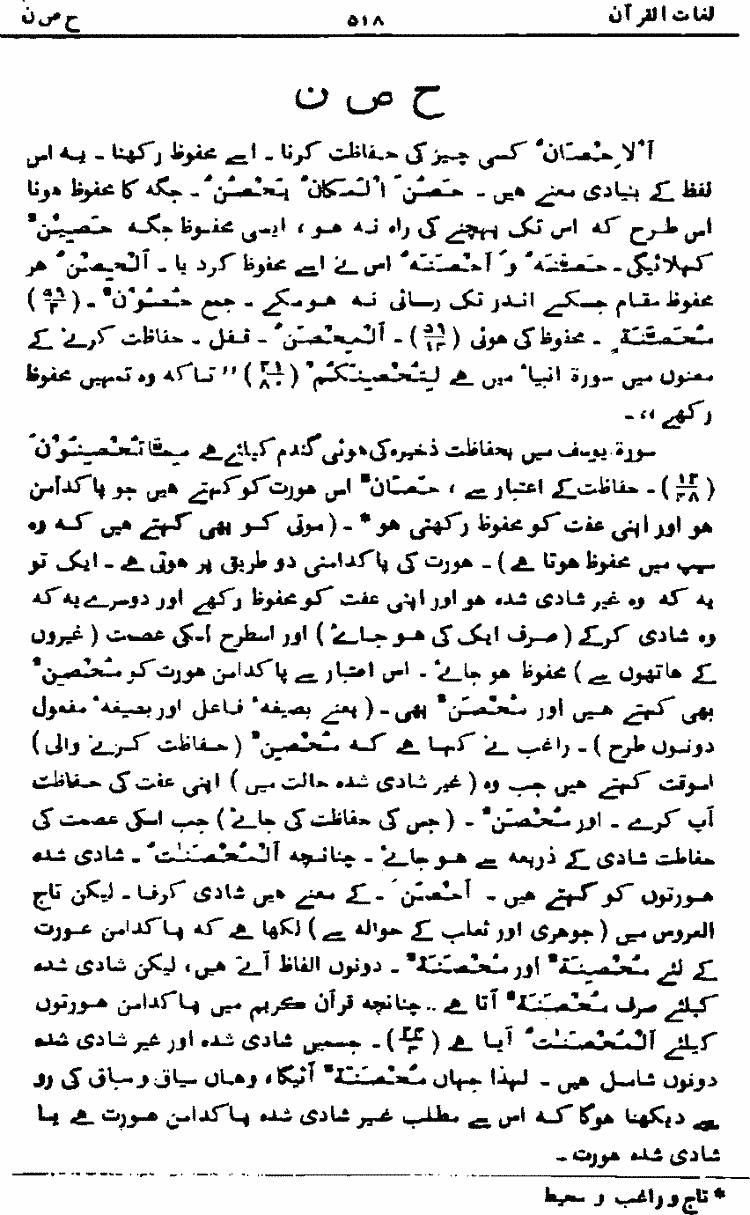 لغات القرآن ۵۱۸ ح ص ن
ح ص ن
اَلْاِحْصَانُ کسی چیز کی حفاظت کرنا ۔ اسے محفوظ رکھنا ۔ یہ اس
لفظ کے بنیادی معنے ہیں ۔ حَصُنَ الْمَکَانُ یَحْصُنُ ۔ جگہ کا محفوظ ہونا
اس طرح کہ اس تک پہنچنے کی راہ نہ ہو ، ایسی محفوظ جگہ حَصِیْنٌ
کہلائیگی ۔ حَصَّنَہٗ وَ اَحْصَنَہٗ اس نے اسے محفوظ کر دیا ۔ اَلْحِصْنُ ہر
محفوظ مقام جسکے اندر تک رسائی نہ ہو سکے ۔ جمع حُصُوْنٌ ۔ (۵۹/۲)
مُحَصَّنَۃٍ ۔ محفوظ کی ہوئی (۵۹/۱۴) ۔ اَلْمِحْصَنُ ۔ قفل ۔ حفاظت کرنے کے
معنوں میں سورۃ انبیاء میں ہے لِتُحْصِنَکُمْ (۲۱/۸۰) ’’ تاکہ وہ تمہیں محفوظ
رکھے ،، ۔
سورۃ یوسف میں بحفاظت ذخیرہ کی ہوئی گندم کیلئے ہے مِمَّا تُحْصِنُوْنَ
(۱۲/۴۸) ۔ حفاظت کے اعتبار سے ، حَصَانٌ اس عورت کو کہتے ہیں جو پاکدامن
ہو اور اپنی عفت کو محفوظ رکھتی ہو * ۔ ( موتی کو بھی کہتے ہیں کہ وہ
سیپ میں محفوظ ہوتا ہے ) ۔ عورت کی پاکدامنی دو طریق پر ہوتی ہے ۔ ایک تو
یہ کہ وہ غیر شادی شدہ ہو اور اپنی عفت کو محفوظ رکھے اور دوسرے یہ کہ
وہ شادی کرکے ( صرف ایک کی ہو جائے ) اور اسطرح اسکی عصمت ( غیروں
کے ہاتھوں سے ) محفوظ ہو جائے ۔ اس اعتبار سے پاکدامن عورت کو مُحْصِنٌ
بھی کہتے ہیں اور مُحْصَنٌ بھی ۔ ( یعنے بصیغہ فاعل اور بصیغہ مفعول
دونوں طرح ) ۔ راغب نے کہا ہے کہ مُحْصِنٌ ( حفاظت کرنے والی )
اسوقت کہتے ہیں جب وہ ( غیر شادی شدہ حالت میں ) اپنی عفت کی حفاظت
آپ کرے ۔ اور مُحْصَنٌ ۔ ( جس کی حفاظت کی جائے ) جب اسکی عصمت کی
حفاظت شادی کے ذریعہ سے ہو جائے ۔ چنانچہ اَلْمُحْصَنٰتُ ۔ شادی شدہ
عورتوں کو کہتے ہیں ۔ اَحْصَنَ ۔ کے معنے ہیں شادی کرنا ۔ لیکن تاج
العروس میں ( جوہری اور ثعلب کے حوالہ سے ) لکھا ہے کہ پاکدامن عورت
کے لئے مُحْصِنَۃٌ اور مُحْصَنَۃٌ ۔ دونوں الفاظ آتے ہیں، لیکن شادی شدہ
کیلئے صرف مُحْصَنَۃٌ آتا ہے ۔ چنانچہ قرآن کریم میں پاکدامن عورتوں
کیلئے اَلْمُحْصَنٰتُ آیا ہے ۔ جسمیں شادی شدہ اور غیر شادی شدہ
دونوں شامل ہیں ۔ لہذا جہاں مُحْصَنَۃٌ آئیگا، وہاں سیاق و سباق کی رو
سے دیکھنا ہوگا کہ اس سے مطلب غیر شادی شدہ پاکدامن عورت ہے یا
شادی شدہ عورت ۔
* تاج و راغب و محیط